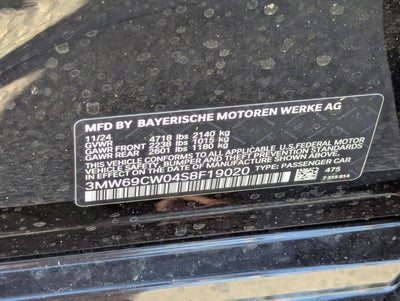 MFD BY BAYERISCHE MOTOREN WERKE AG
11/24
GVWR 4718 lbs 2140 kg
GAWR FRONT 2238 lbs 1015 kg
GAWR REAR 2601 lbs 1180 kg
THIS VEHICLE CONFORMS TO ALL APPLICABLE U.S.FEDERAL MOTOR
VEHICLE SAFETY, BUMPER AND THEFT PREVENTION STANDARDS
IN EFFECT ON THE DATE OF MANUFACTURE SHOWN ABOVE.
3MW69CW04S8F19020 TYPE: PASSENGER CAR
475